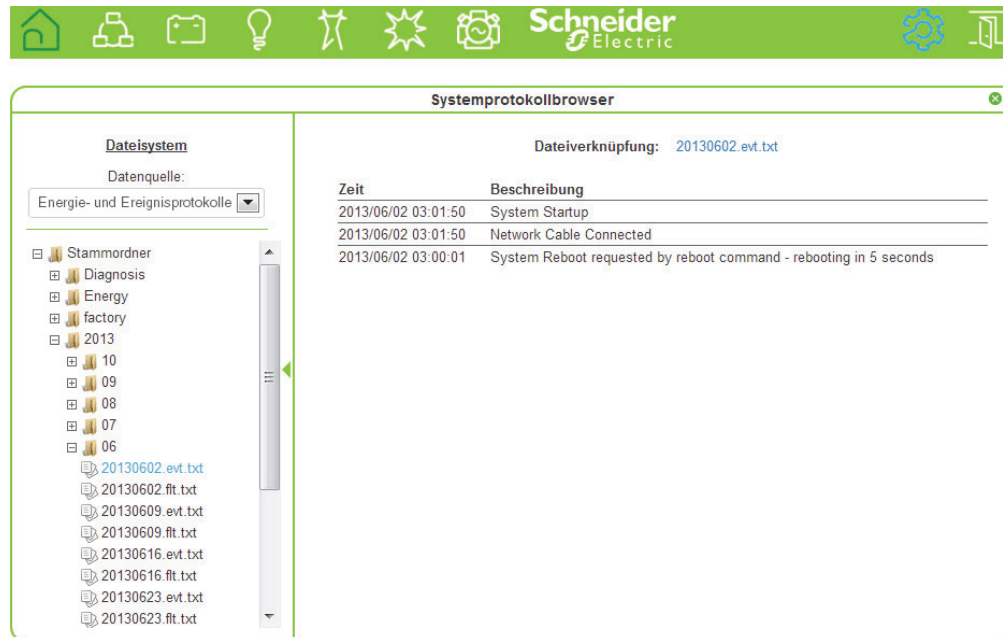 Schneider
Electric
Systemprotokollbrowser
Dateisystem
Datenquelle:
Energie- und Ereignisprotokolle
Stammordner
Diagnosis
Energy
factory
2013
10
09
08
07
06
20130602.evt.txt
20130602.flt.txt
20130609.evt.txt
20130609.flt.txt
20130616.evt.txt
20130616.flt.txt
20130623.evt.txt
20130623.flt.txt
Dateiverknüpfung: 20130602.evt.txt
Zeit Beschreibung
2013/06/02 03:01:50 System Startup
2013/06/02 03:01:50 Network Cable Connected
2013/06/02 03:00:01 System Reboot requested by reboot command - rebooting in 5 seconds